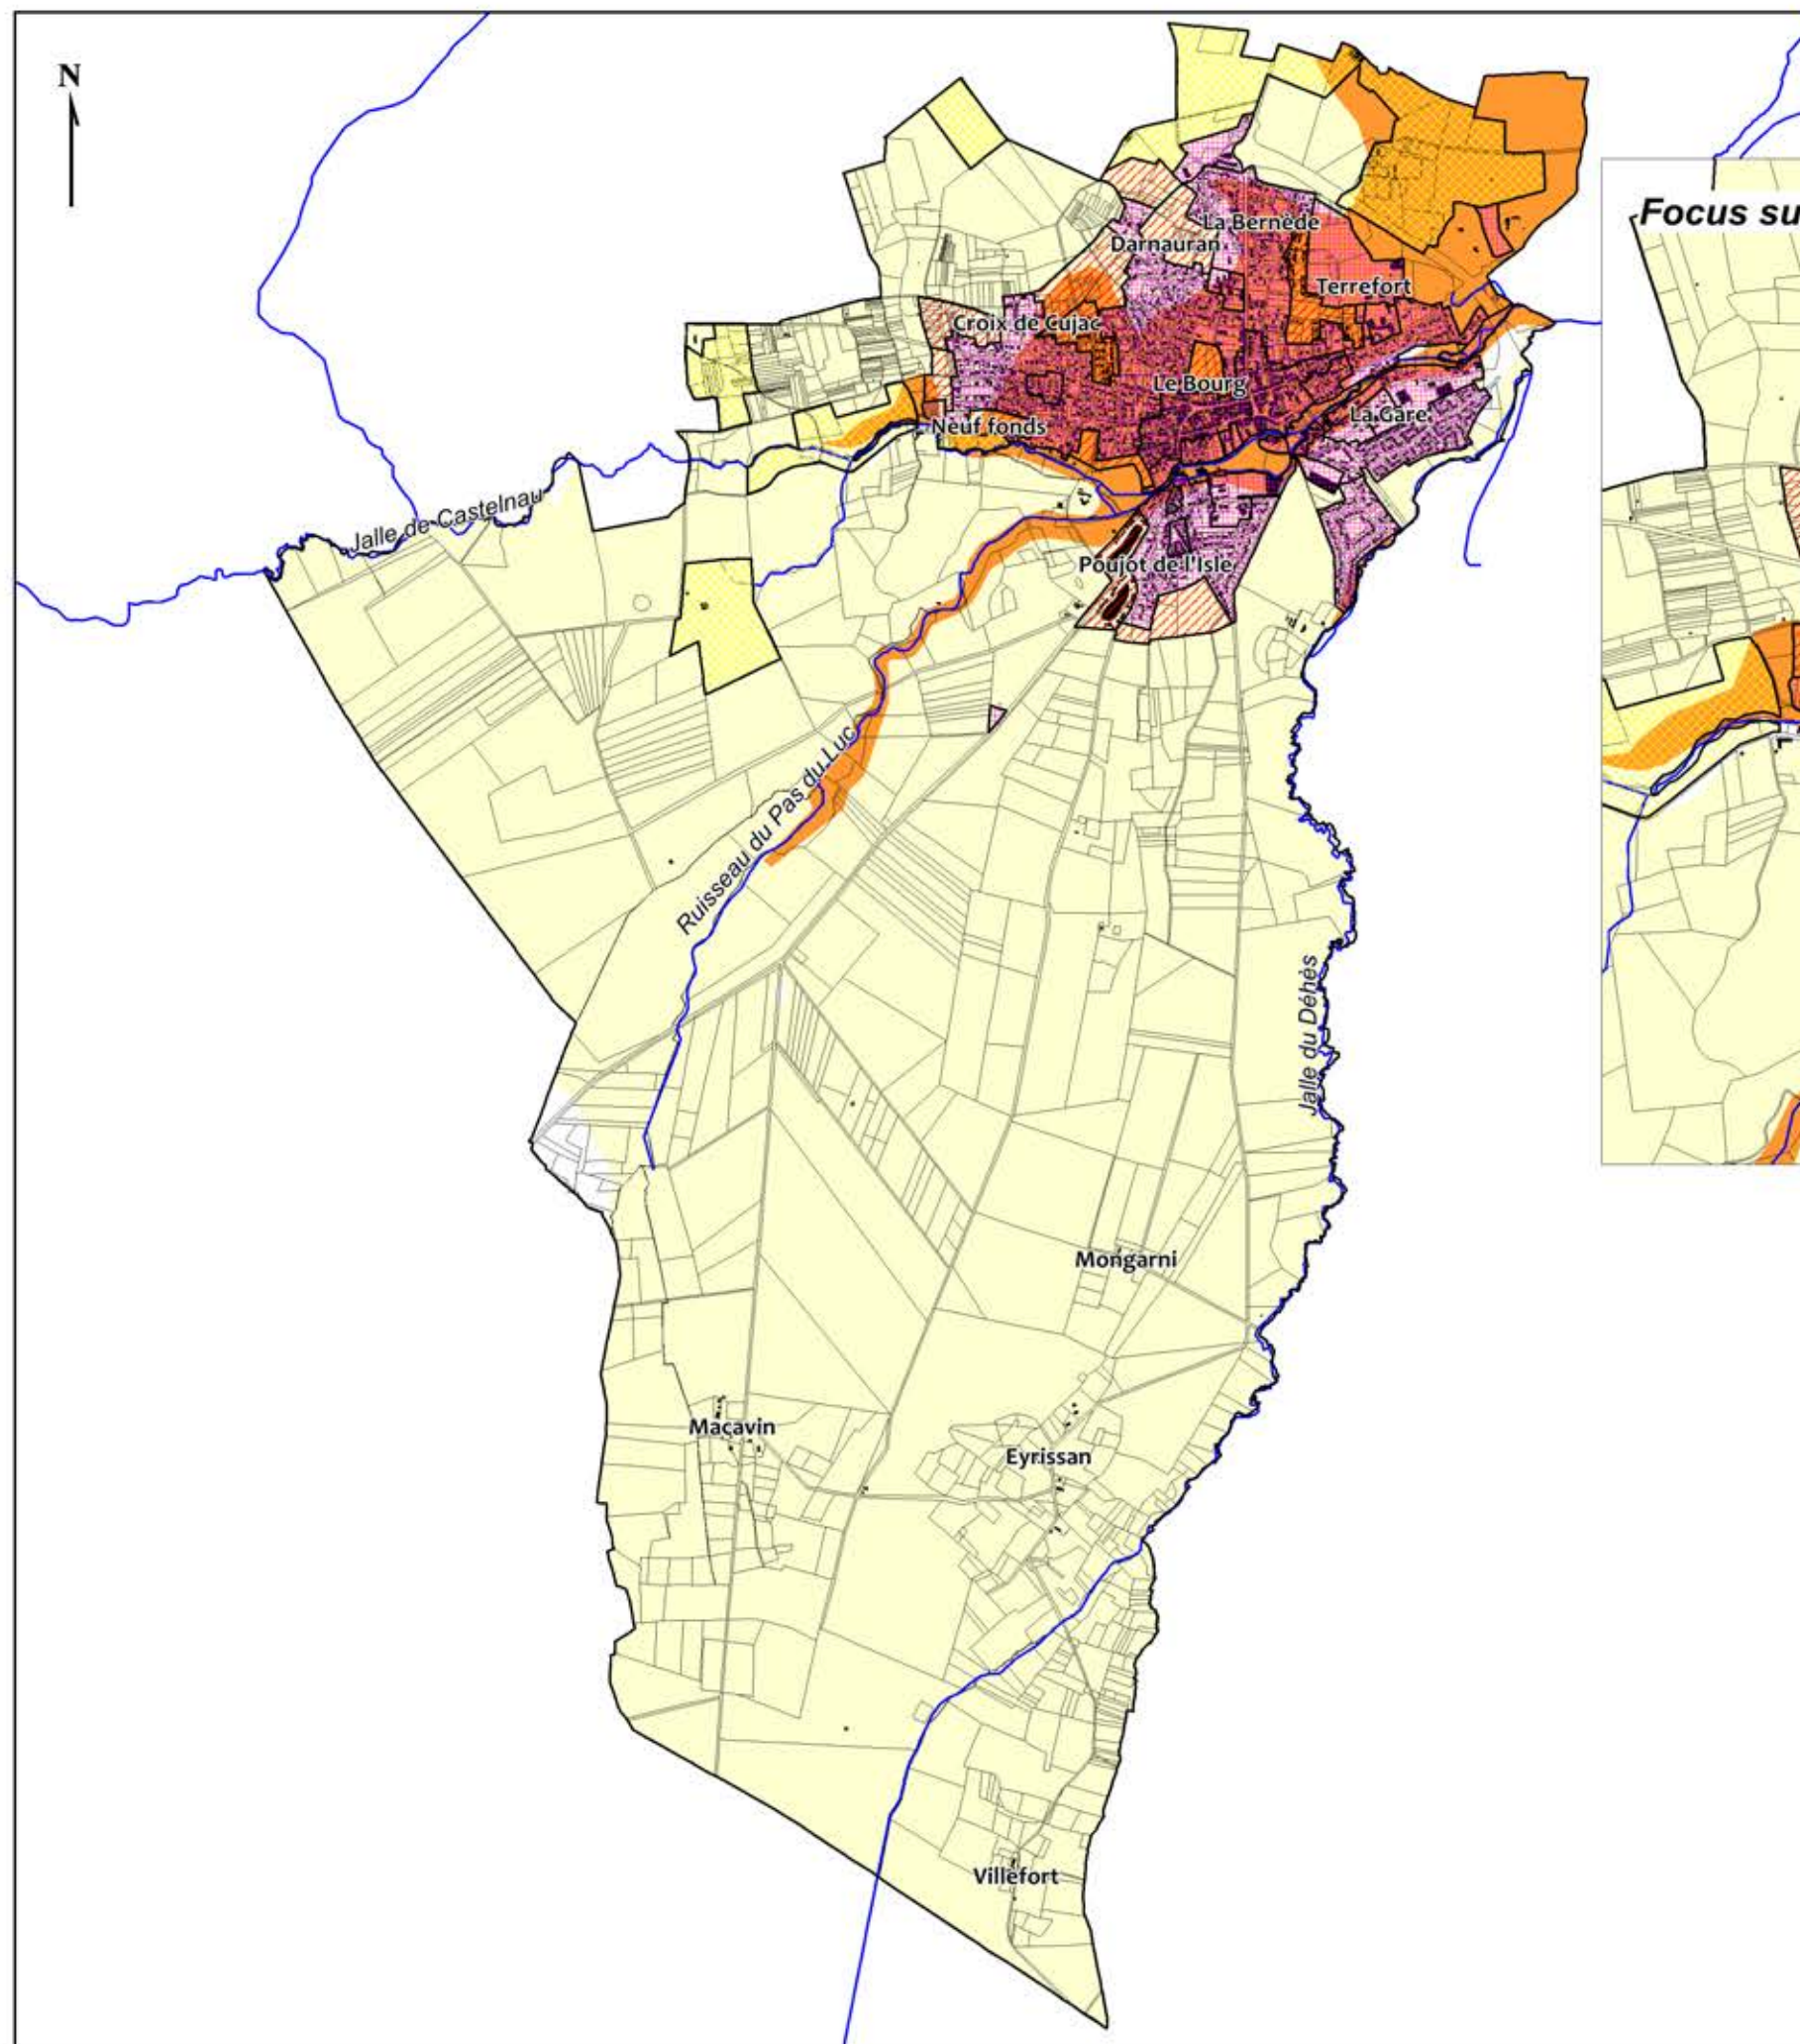 N
Focus su
La Bernède
Darnauran
Terrefort
Croix de Cujac
Le Bourg
La Gare
Neuf fonds
Jalle de Castelnau
Poujot de l'Isle
Ruisseau du Pas du Luc
Jalle du Déhès
Mongarni
Maçavin
Eyrissan
Villefort